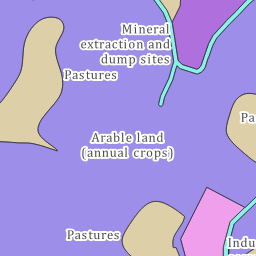 Mineral
extraction and
dump sites
Pastures
Arable land
(annual crops)
Pastures